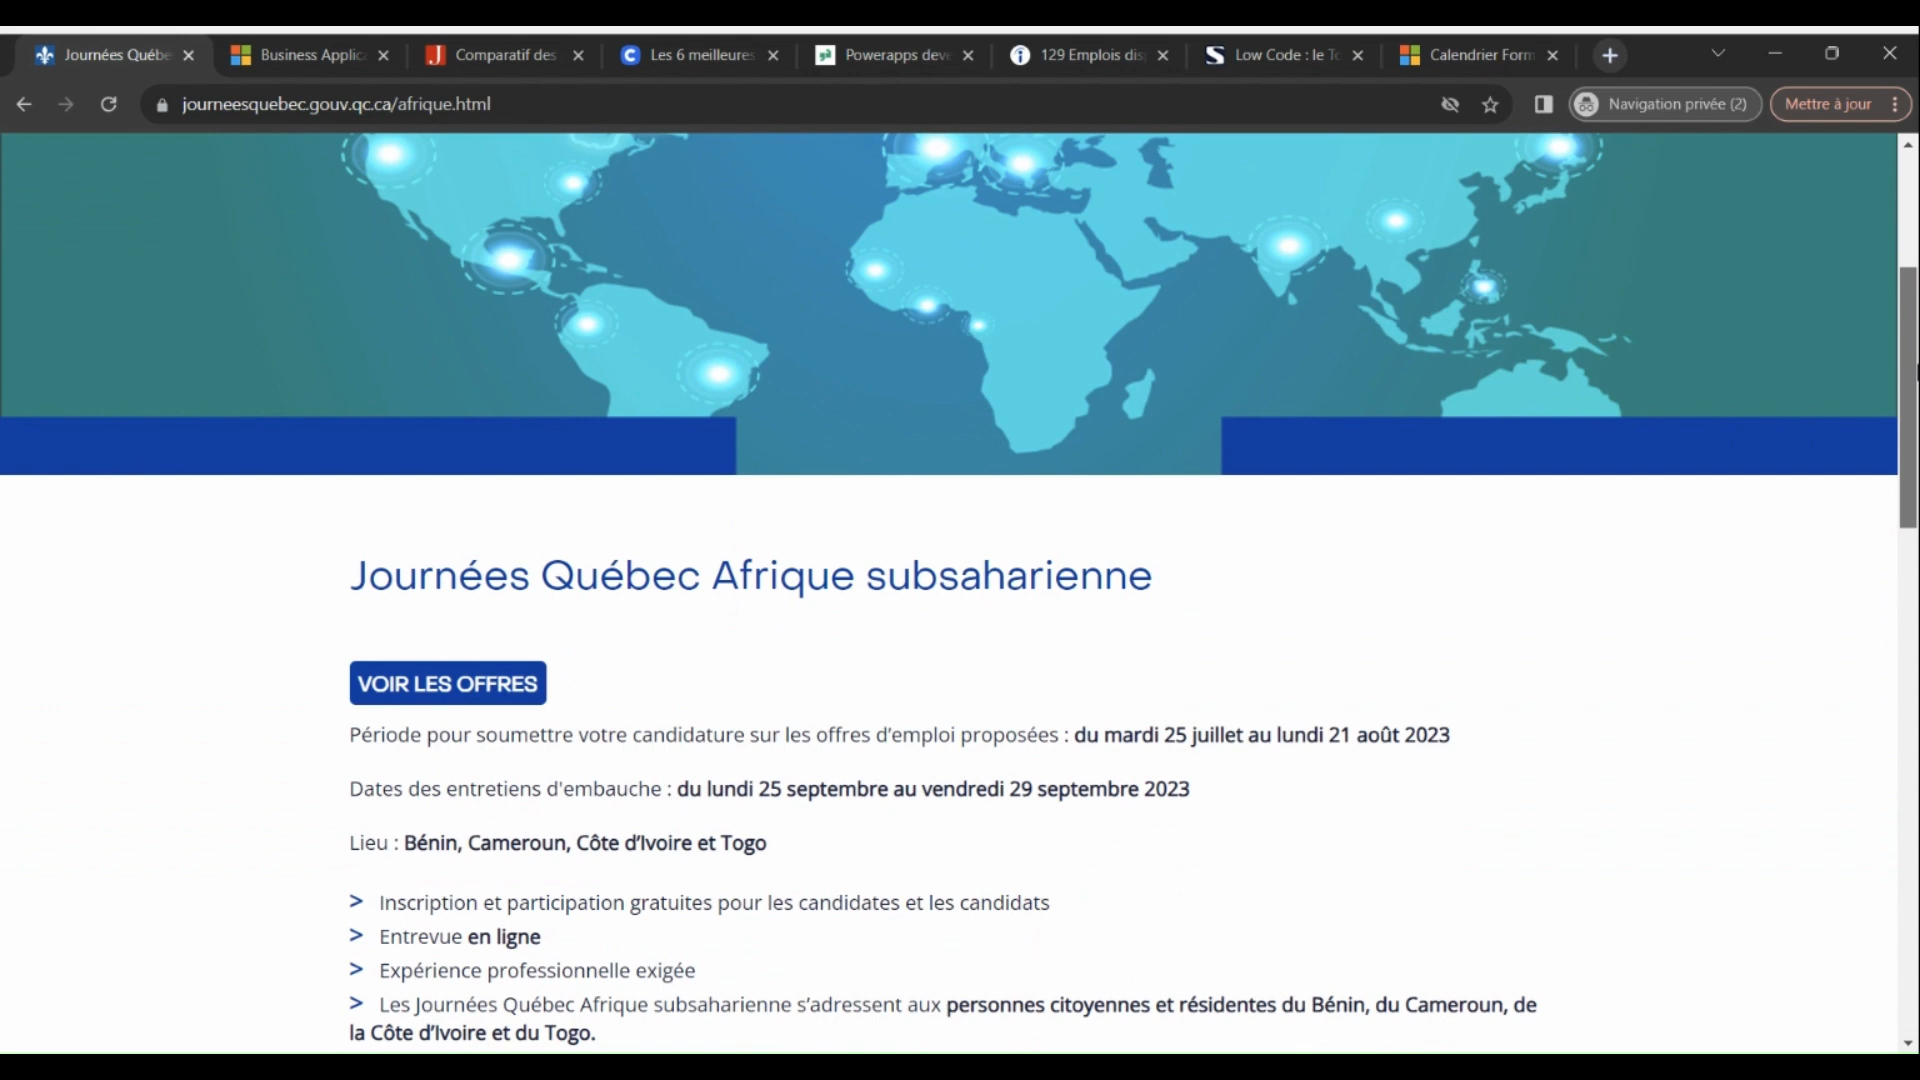 Journées Québe
Business Applic
Comparatif des
Les 6 meilleures
Powerapps deve
129 Emplois dis
Low Code : le To
Calendrier Form
journeesquebec.gouv.qc.ca/afrique.html
Navigation privée (2)
Mettre à jour
Journées Québec Afrique subsaharienne
VOIR LES OFFRES
Période pour soumettre votre candidature sur les offres d’emploi proposées : du mardi 25 juillet au lundi 21 août 2023
Dates des entretiens d'embauche : du lundi 25 septembre au vendredi 29 septembre 2023
Lieu : Bénin, Cameroun, Côte d’Ivoire et Togo
> Inscription et participation gratuites pour les candidates et les candidats
> Entrevue en ligne
> Expérience professionnelle exigée
> Les Journées Québec Afrique subsaharienne s’adressent aux personnes citoyennes et résidentes du Bénin, du Cameroun, de
la Côte d’Ivoire et du Togo.